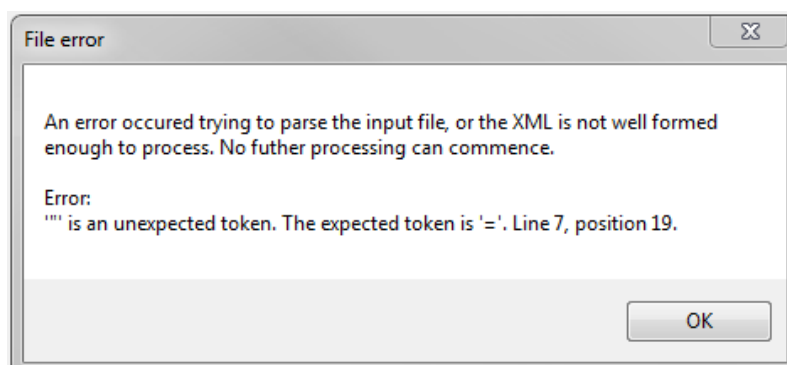 File error
An error occured trying to parse the input file, or the XML is not well formed
enough to process. No futher processing can commence.
Error:
'"' is an unexpected token. The expected token is '='. Line 7, position 19.
OK